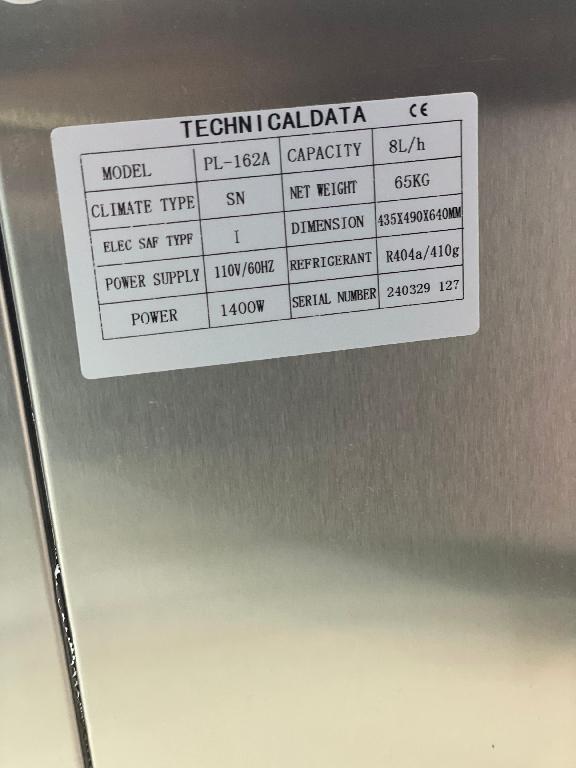 TECHNICALDATA CE
MODEL PL-162A CAPACITY 8L/h
CLIMATE TYPE SN NET WEIGHT 65KG
ELEC SAF TYPF I DIMENSION 435X490X640MM
POWER SUPPLY 110V/60HZ REFRIGERANT R404a/410g
POWER 1400W SERIAL NUMBER 240329 127